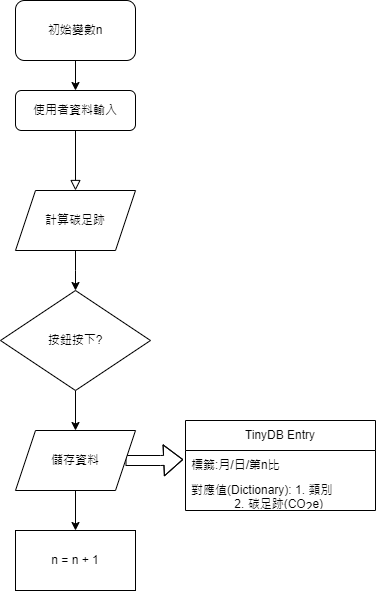 初始變數n
使用者資料輸入
計算碳足跡
按鈕按下?
儲存資料
TinyDB Entry
標籤:月/日/第n比
對應值(Dictionary): 1. 類別
2. 碳足跡(CO₂e)
n = n + 1